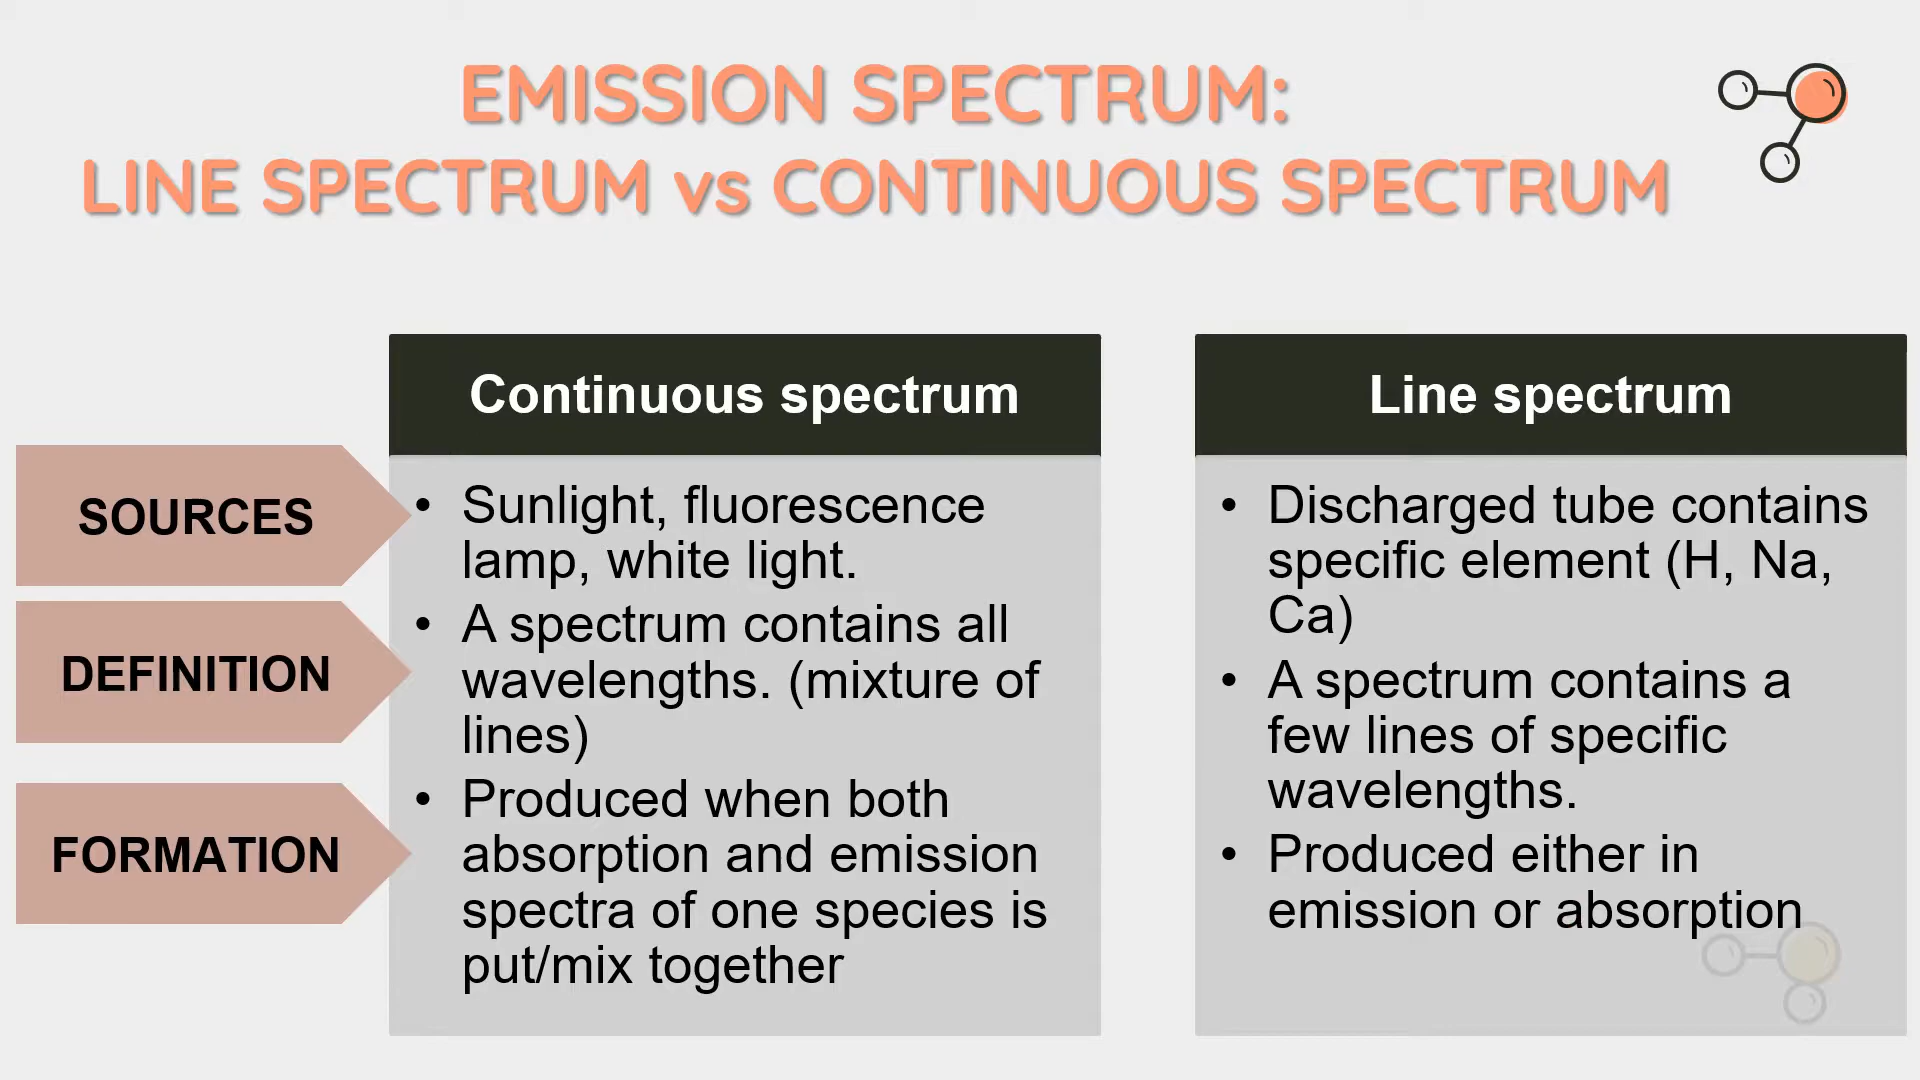 EMISSION SPECTRUM:
LINE SPECTRUM vs CONTINUOUS SPECTRUM
SOURCES
DEFINITION
FORMATION
Continuous spectrum
• Sunlight, fluorescence
lamp, white light.
• A spectrum contains all
wavelengths. (mixture of
lines)
• Produced when both
absorption and emission
spectra of one species is
put/mix together
Line spectrum
• Discharged tube contains
specific element (H, Na,
Ca)
• A spectrum contains a
few lines of specific
wavelengths.
• Produced either in
emission or absorption